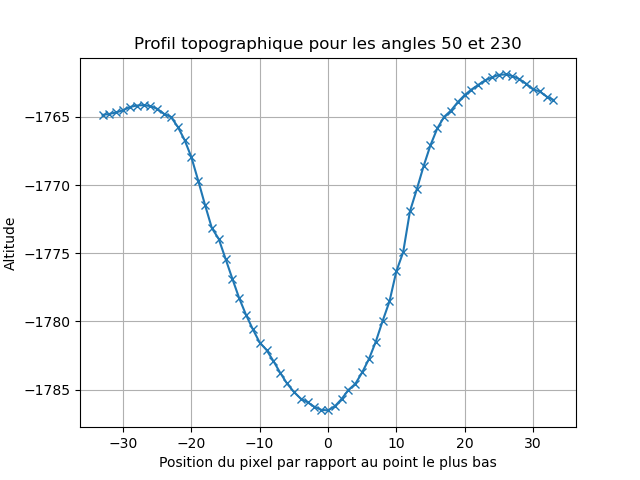 Profil topographique pour les angles 50 et 230
Altitude
−1765
−1770
−1775
−1780
−1785
−30 −20 −10 0 10 20 30
Position du pixel par rapport au point le plus bas